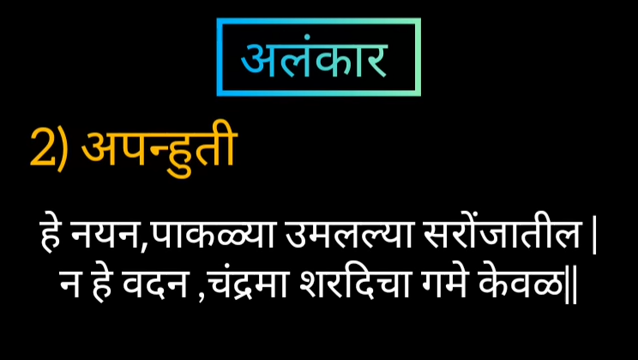 अलंकार
2) अपन्हुती
हे नयन,पाकळ्या उमलल्या सरोंजातील |
न हे वदन ,चंद्रमा शरदिचा गमे केवळ||